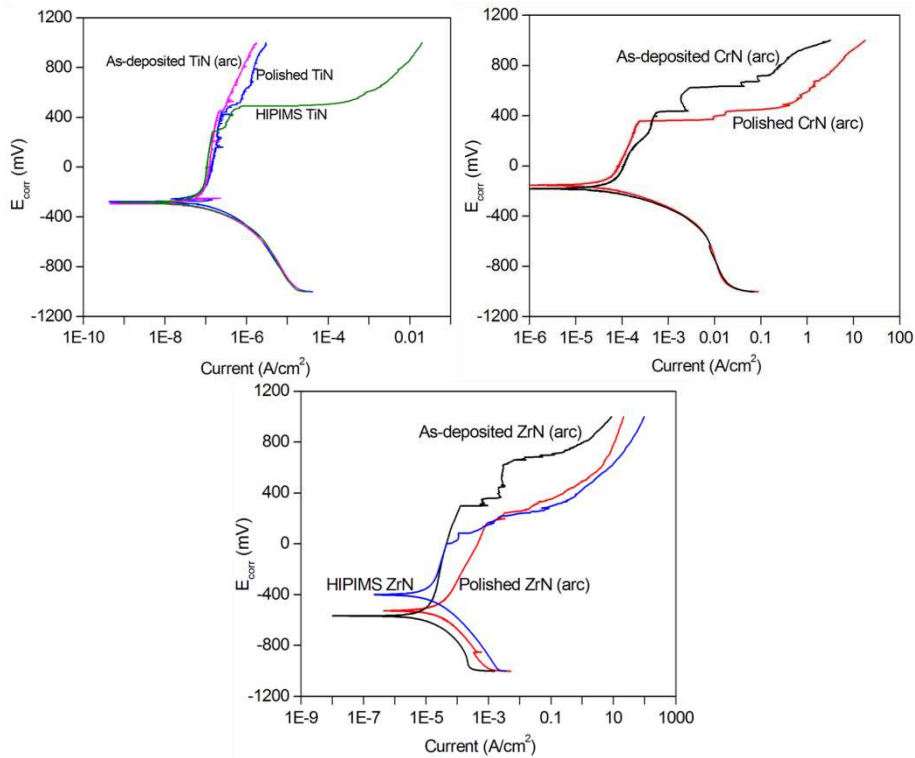 1200
800
400
0
-400
-800
-1200
E_corr (mV)
As-deposited TiN (arc)
Polished TiN
HIPIMS TiN
1E-10 1E-8 1E-6 1E-4 0.01
Current (A/cm²)
1200
800
400
0
-400
-800
-1200
E_corr (mV)
As-deposited CrN (arc)
Polished CrN (arc)
1E-6 1E-5 1E-4 1E-3 0.01 0.1 1 10 100
Current (A/cm²)
1200
800
400
0
-400
-800
-1200
E_corr (mV)
As-deposited ZrN (arc)
HIPIMS ZrN
Polished ZrN (arc)
1E-9 1E-7 1E-5 1E-3 0.1 10 1000
Current (A/cm²)